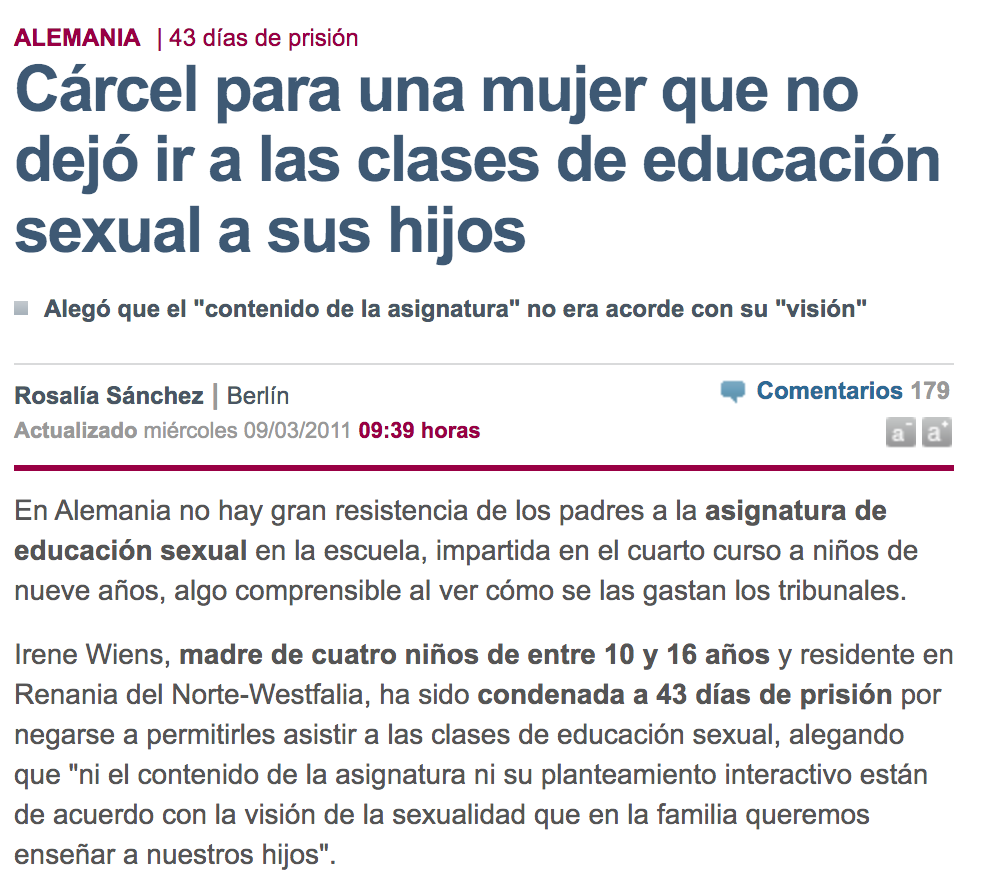 ALEMANIA | 43 días de prisión
Cárcel para una mujer que no
dejó ir a las clases de educación
sexual a sus hijos
Alegó que el "contenido de la asignatura" no era acorde con su "visión"
Rosalía Sánchez | Berlín
Comentarios 179
Actualizado miércoles 09/03/2011 09:39 horas
a- a+
En Alemania no hay gran resistencia de los padres a la asignatura de
educación sexual en la escuela, impartida en el cuarto curso a niños de
nueve años, algo comprensible al ver cómo se las gastan los tribunales.
Irene Wiens, madre de cuatro niños de entre 10 y 16 años y residente en
Renania del Norte-Westfalia, ha sido condenada a 43 días de prisión por
negarse a permitirles asistir a las clases de educación sexual, alegando
que "ni el contenido de la asignatura ni su planteamiento interactivo están
de acuerdo con la visión de la sexualidad que en la familia queremos
enseñar a nuestros hijos".